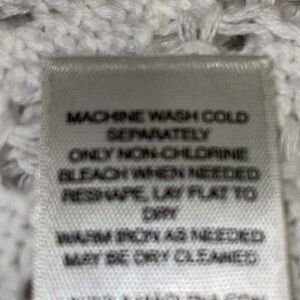 MACHINE WASH COLD
SEPARATELY
ONLY NON-CHLORINE
BLEACH WHEN NEEDED
RESHAPE, LAY FLAT TO
DRY
WARM IRON AS NEEDED
MAY BE DRY CLEANED